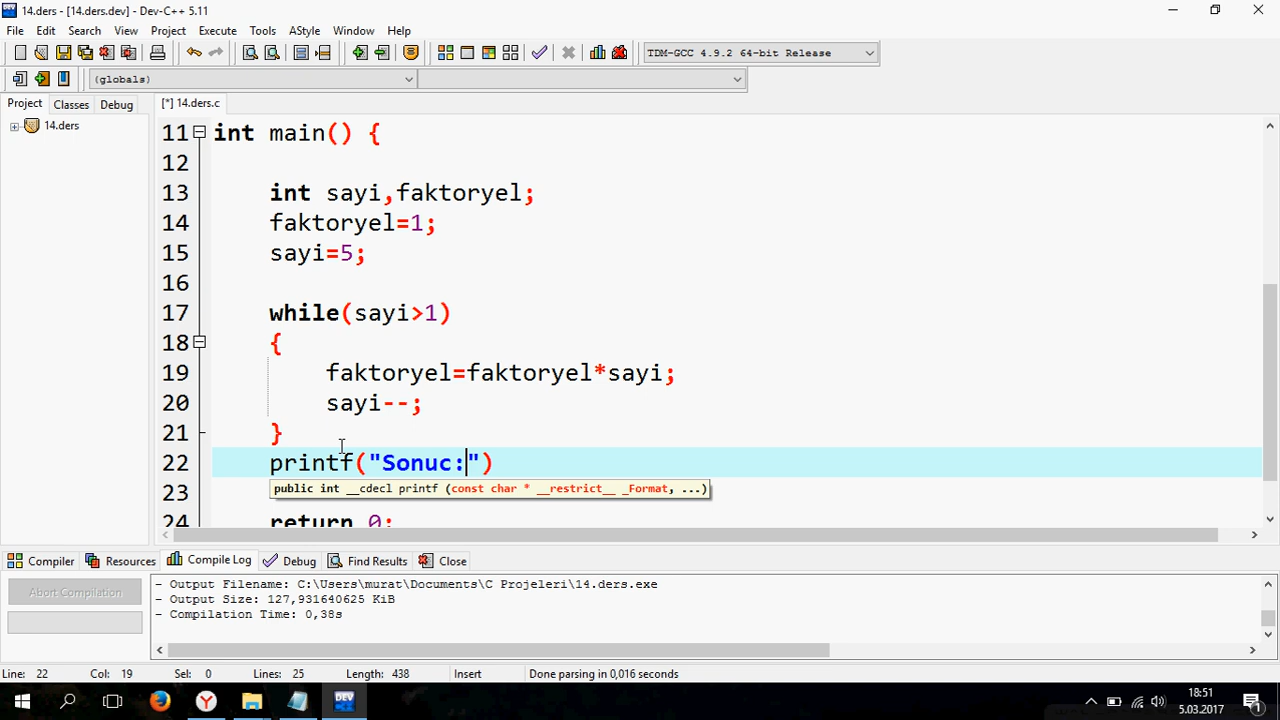 14.ders - [14.ders.dev] - Dev-C++ 5.11
File Edit Search View Project Execute Tools AStyle Window Help
TDM-GCC 4.9.2 64-bit Release
(globals)
Project Classes Debug [*] 14.ders.c
14.ders
11 int main() {
12
13 int sayi,faktoryel;
14 faktoryel=1;
15 sayi=5;
16
17 while(sayi>1)
18 {
19 faktoryel=faktoryel*sayi;
20 sayi--;
21 }
22 printf("Sonuc:")
public int __cdecl printf (const char * __restrict__ _Format, ...)
23
24 return 0;
Compiler Resources Compile Log Debug Find Results Close
Abort Compilation
- Output Filename: C:\Users\murat\Documents\C Projeleri\14.ders.exe
- Output Size: 127,931640625 KiB
- Compilation Time: 0,38s
Line: 22 Col: 19 Sel: 0 Lines: 25 Length: 438 Insert Done parsing in 0,016 seconds
DEV
18:51
5.03.2017
1